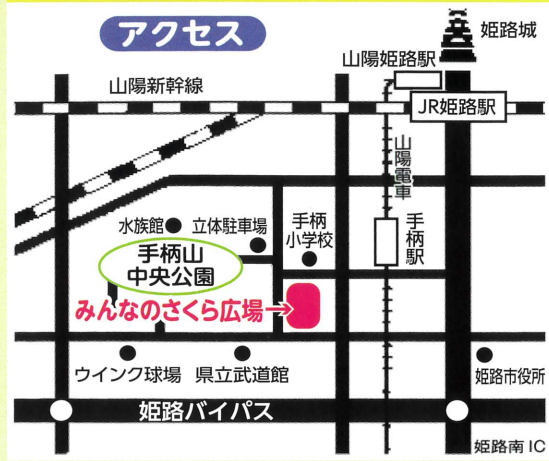 アクセス
姫路城
山陽姫路駅
山陽新幹線
JR姫路駅
山陽電車
水族館
立体駐車場
手柄
小学校
手柄駅
手柄山
中央公園
みんなのさくら広場→
ウインク球場
県立武道館
姫路市役所
姫路バイパス
姫路南IC